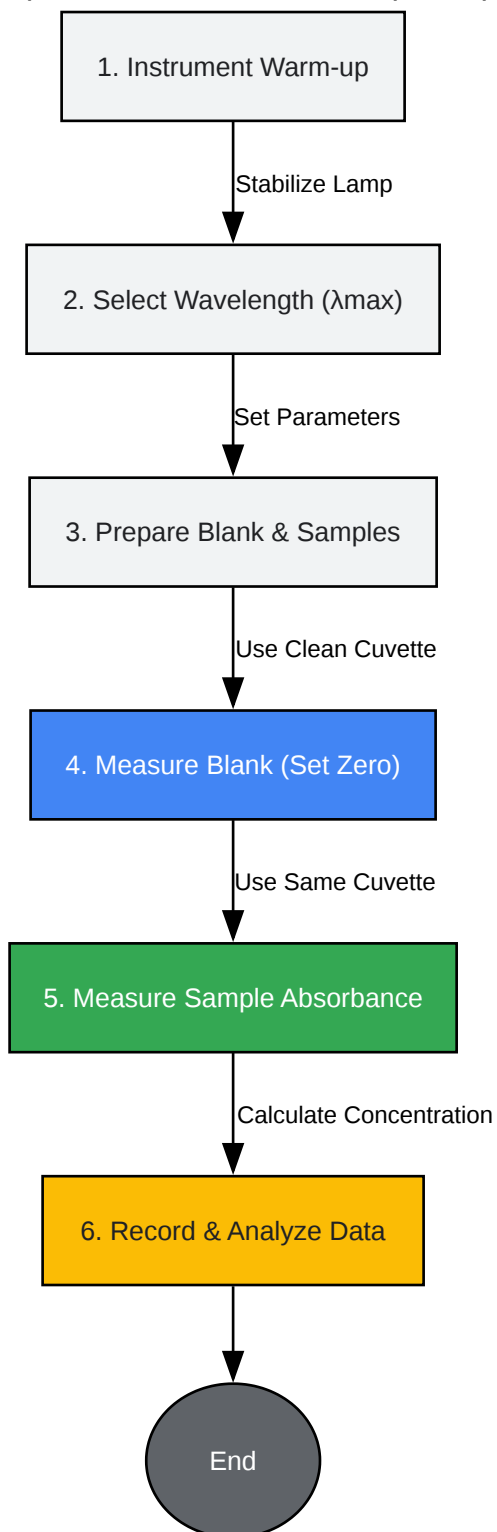 1. Instrument Warm-up
Stabilize Lamp
2. Select Wavelength (λmax)
Set Parameters
3. Prepare Blank & Samples
Use Clean Cuvette
4. Measure Blank (Set Zero)
Use Same Cuvette
5. Measure Sample Absorbance
Calculate Concentration
6. Record & Analyze Data
End